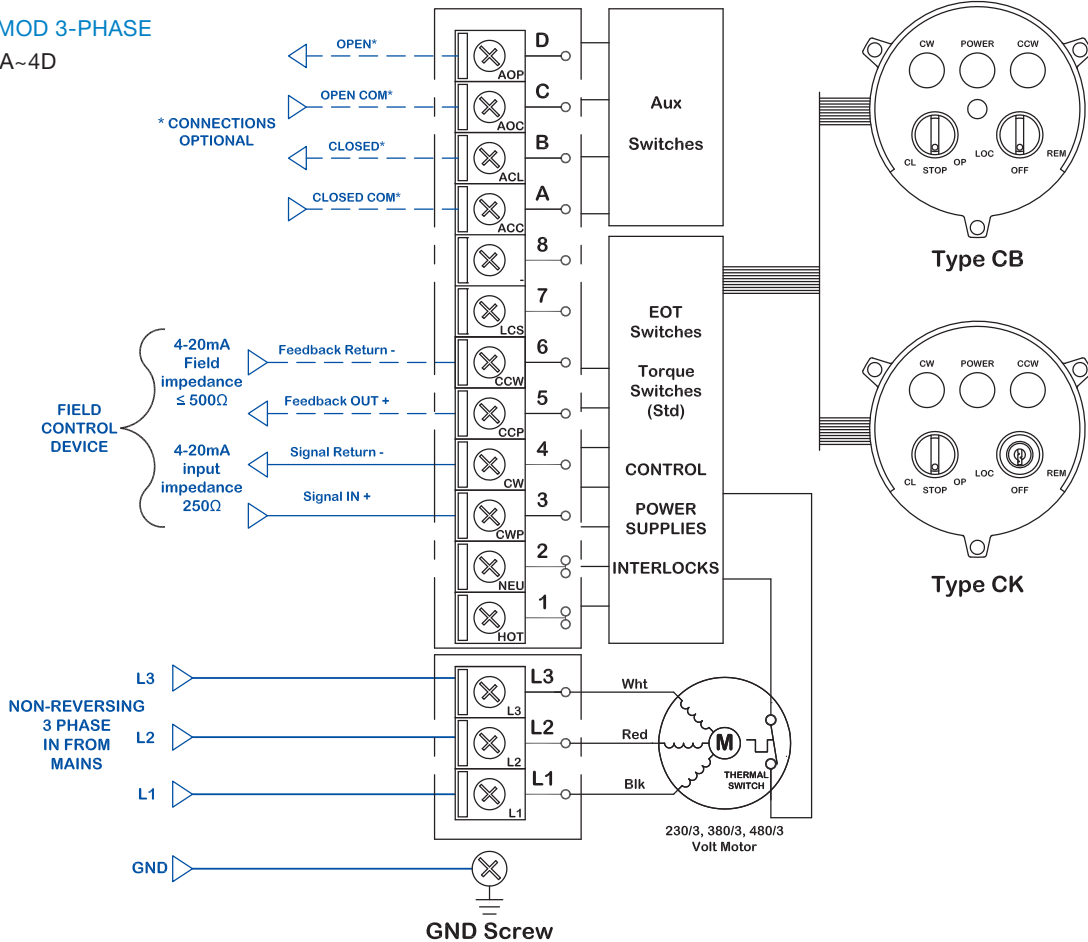 MOD 3-PHASE
A~4D
OPEN*
OPEN COM*
* CONNECTIONS
OPTIONAL
CLOSED*
CLOSED COM*
D
AOP
C
AOC
B
ACL
A
ACC
8
-
7
LCS
6
CCW
5
CCP
4
CW
3
CWP
2
NEU
1
HOT
Aux
Switches
EOT
Switches
Torque
Switches
(Std)
CONTROL
POWER
SUPPLIES
INTERLOCKS
FIELD
CONTROL
DEVICE
4-20mA
Field
impedance
≤ 500Ω
4-20mA
input
impedance
250Ω
Feedback Return -
Feedback OUT +
Signal Return -
Signal IN +
CW
POWER
CCW
CL
STOP
OP
LOC
OFF
REM
Type CB
CW
POWER
CCW
CL
STOP
OP
LOC
OFF
REM
Type CK
NON-REVERSING
3 PHASE
IN FROM
MAINS
L3
L2
L1
GND
L3
L3
L2
L2
L1
L1
Wht
Red
Blk
M
THERMAL
SWITCH
230/3, 380/3, 480/3
Volt Motor
GND Screw